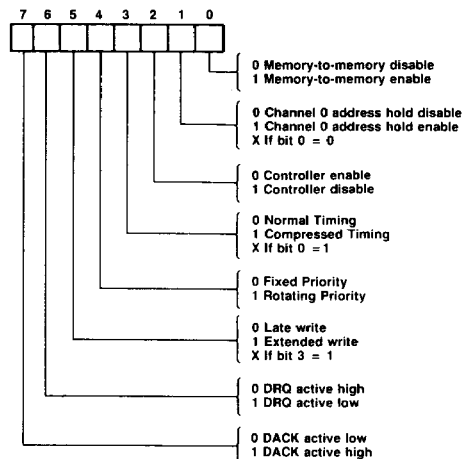 7 6 5 4 3 2 1 0
0 Memory-to-memory disable
1 Memory-to-memory enable
0 Channel 0 address hold disable
1 Channel 0 address hold enable
X If bit 0 = 0
0 Controller enable
1 Controller disable
0 Normal Timing
1 Compressed Timing
X If bit 0 = 1
0 Fixed Priority
1 Rotating Priority
0 Late write
1 Extended write
X If bit 3 = 1
0 DRQ active high
1 DRQ active low
0 DACK active low
1 DACK active high